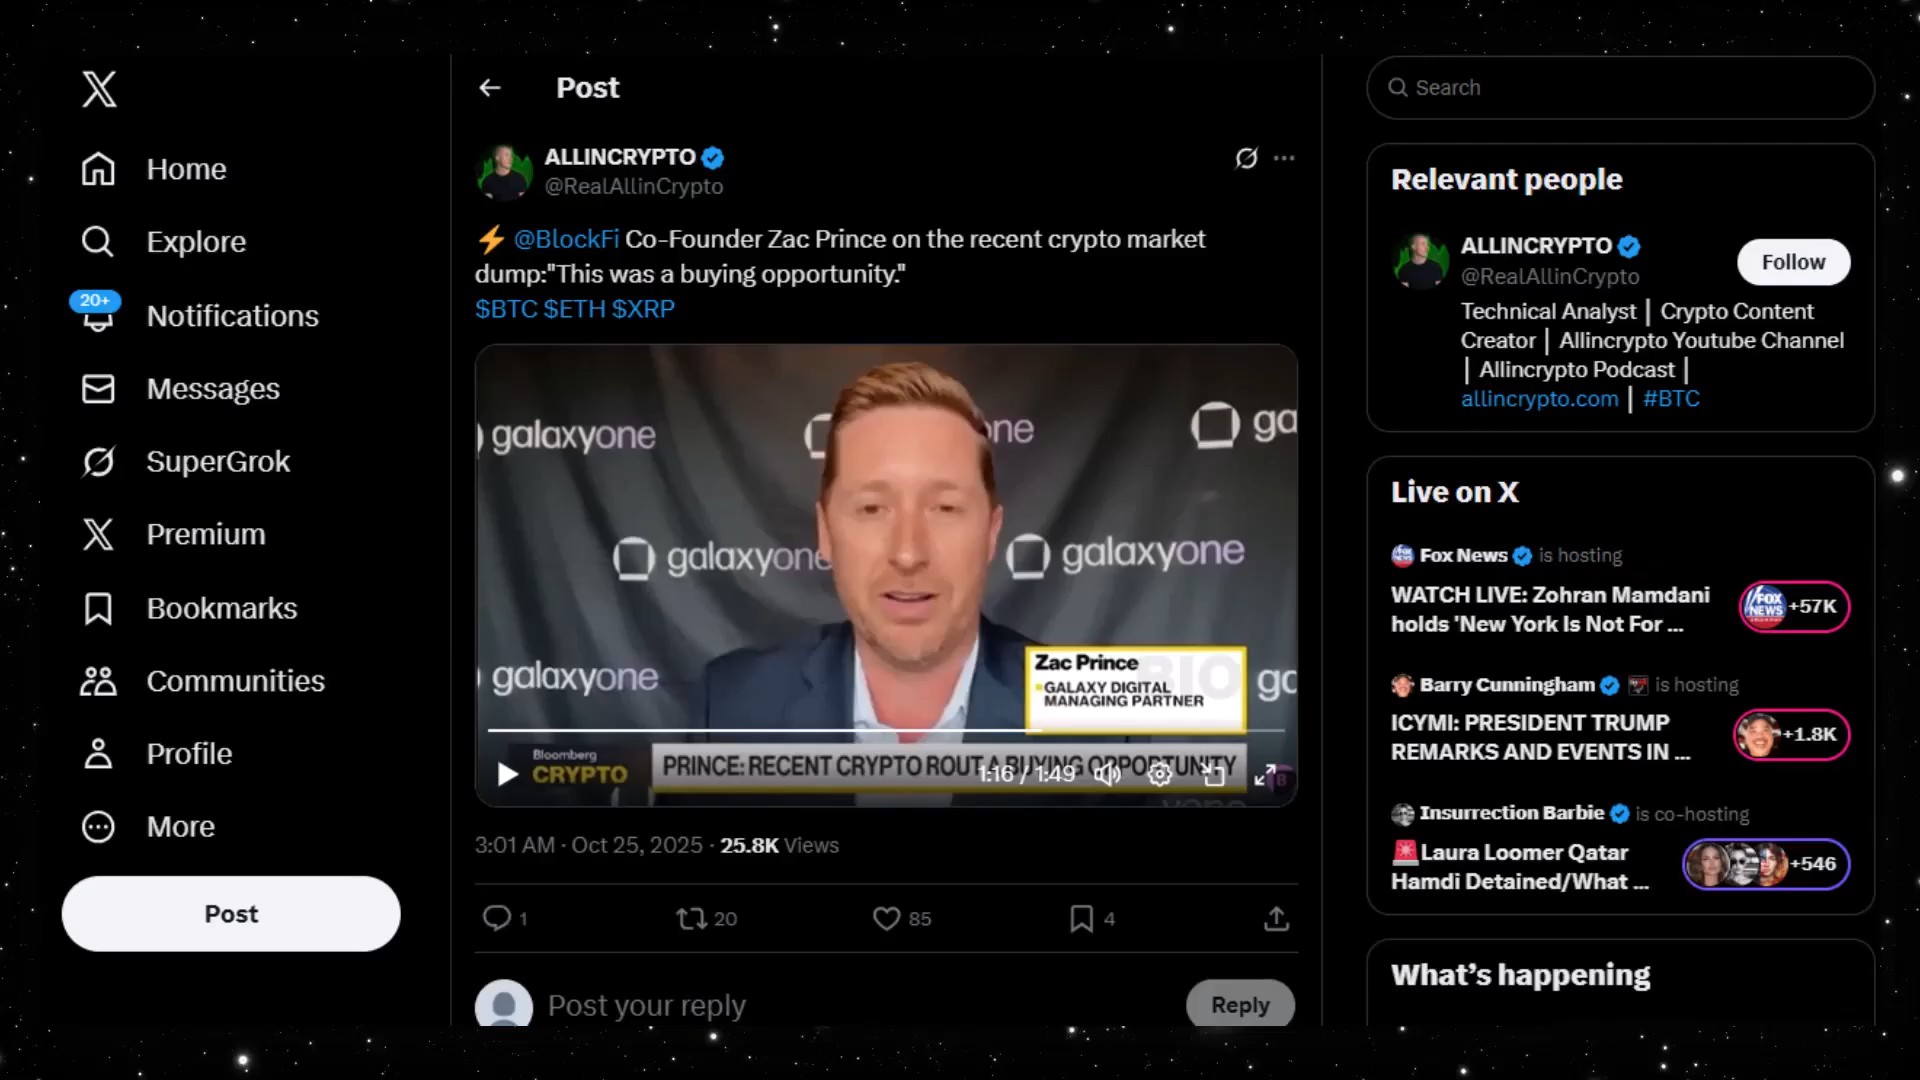 Home
Explore
20+
Notifications
Messages
SuperGrok
Premium
Bookmarks
Communities
Profile
More
Post
Post
ALLINCRYPTO
@RealAllinCrypto
⚡ @BlockFi Co-Founder Zac Prince on the recent crypto market
dump:"This was a buying opportunity."
$BTC $ETH $XRP
galaxyone
ne
ga
galaxyone
galaxyone
galaxyone
go
Zac Prince
BIO
GALAXY DIGITAL
MANAGING PARTNER
Bloomberg
CRYPTO
PRINCE: RECENT CRYPTO ROUT A BUYING OPPORTUNITY
1:16 / 1:49
3:01 AM · Oct 25, 2025 · 25.8K Views
1
20
85
4
Post your reply
Reply
Search
Relevant people
ALLINCRYPTO
@RealAllinCrypto
Follow
Technical Analyst | Crypto Content
Creator | Allincrypto Youtube Channel
| Allincrypto Podcast |
allincrypto.com | #BTC
Live on X
Fox News is hosting
WATCH LIVE: Zohran Mamdani
holds 'New York Is Not For ...
FOX
NEWS
+57K
Barry Cunningham is hosting
ICYMI: PRESIDENT TRUMP
REMARKS AND EVENTS IN ...
+1.8K
Insurrection Barbie is co-hosting
🚨Laura Loomer Qatar
Hamdi Detained/What ...
+546
What's happening